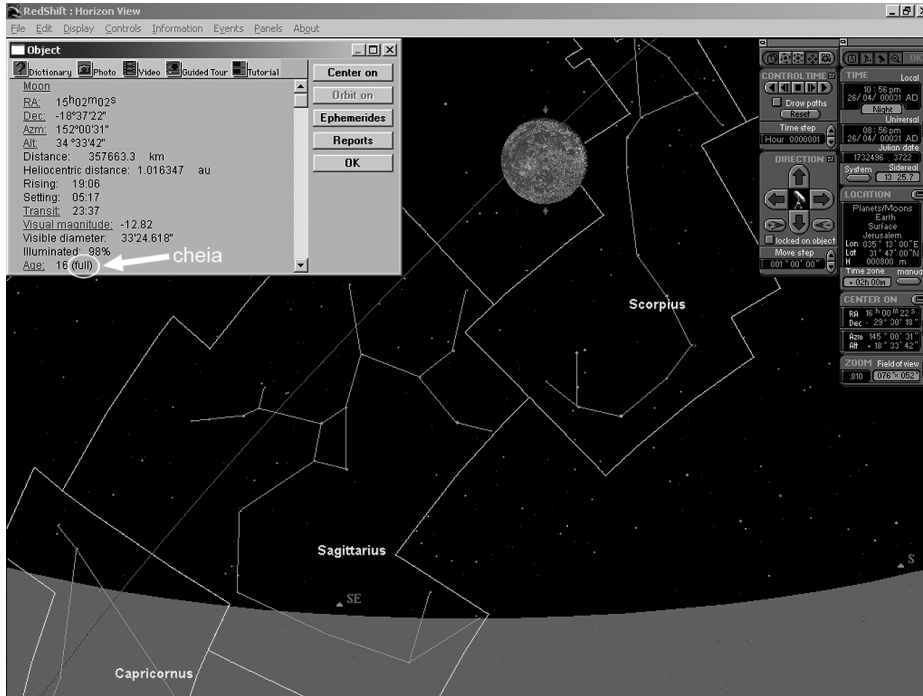 RedShift : Horizon View
File Edit Display Controls Information Events Panels About
Object
Dictionary Photo Video Guided Tour Tutorial
Moon
RA: 15h02m02s
Dec: -18°37'22"
Azm: 152°00'31"
Alt: 34°33'42"
Distance: 357663.3 km
Heliocentric distance: 1.016347 au
Rising: 19:06
Setting: 05:17
Transit: 23:37
Visual magnitude: -12.82
Visible diameter: 33'24.618"
Illuminated: 98%
Age: 16 (full)
cheia
Center on
Orbit on
Ephemerides
Reports
OK
CONTROL TIME
Draw paths
Reset
Time step
Hour 0000001
DIRECTION
locked on object
Move step
001° 00' 00"
OK
TIME Local
10:56 pm
26/04/00031 AD
Night
Universal
08:56 pm
26/04/00031 AD
Julian date
1732496 .3722
System Sidereal
13 25.7
LOCATION
Planets/Moons
Earth
Surface
Jerusalem
Lon 035° 13' 00"E
Lat 31° 47' 00"N
H 000800 m
Time zone manua
+ 02h 00m
CENTER ON
RA 16h 00m 22s
Dec - 29° 30' 18"
Azm 145° 00' 31"
Alt + 18° 33' 42"
ZOOM Field of view
.810 076° × 052°
Scorpius
Sagittarius
Capricornus
SE
S